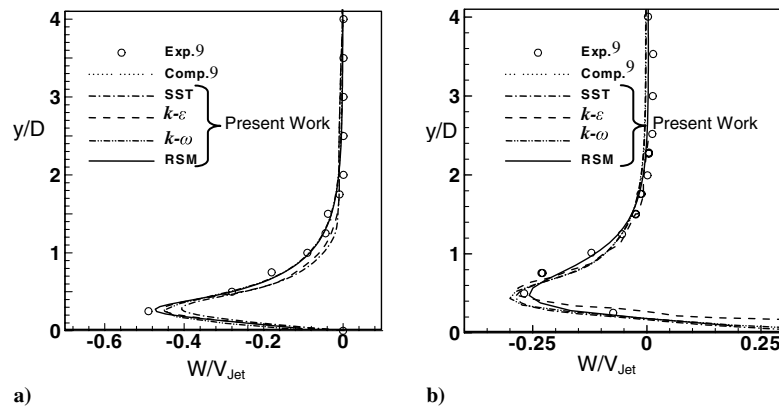 4
3
2
1
0
y/D
Exp.9
Comp.9
SST
k-ε
k-ω
RSM
Present Work
-0.6 -0.4 -0.2 0
W/VJet
a)
4
3
2
1
0
y/D
Exp.9
Comp.9
SST
k-ε
k-ω
RSM
Present Work
-0.25 0 0.25
W/VJet
b)